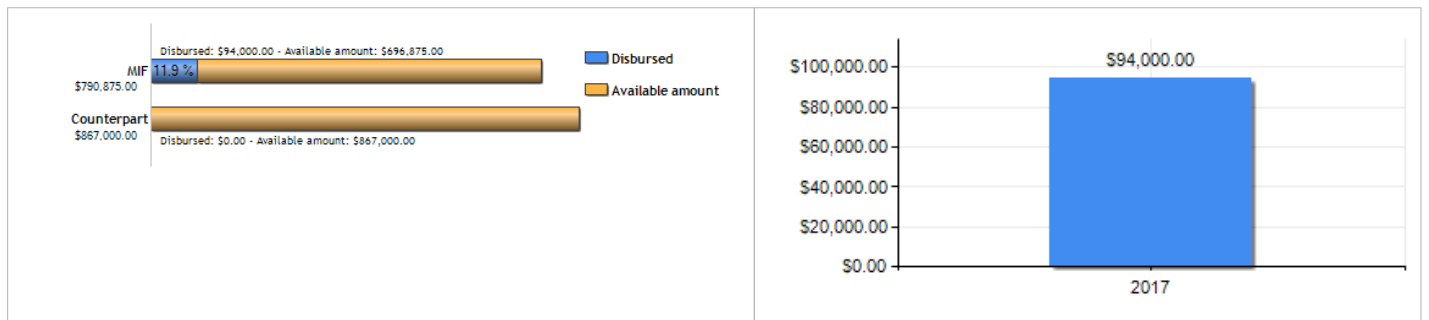 Disbursed: $94,000.00 - Available amount: $696,875.00
MIF 11.9 %
$790,875.00
Counterpart
$867,000.00
Disbursed: $0.00 - Available amount: $867,000.00
Disbursed
Available amount
$94,000.00
$100,000.00
$80,000.00
$60,000.00
$40,000.00
$20,000.00
$0.00
2017